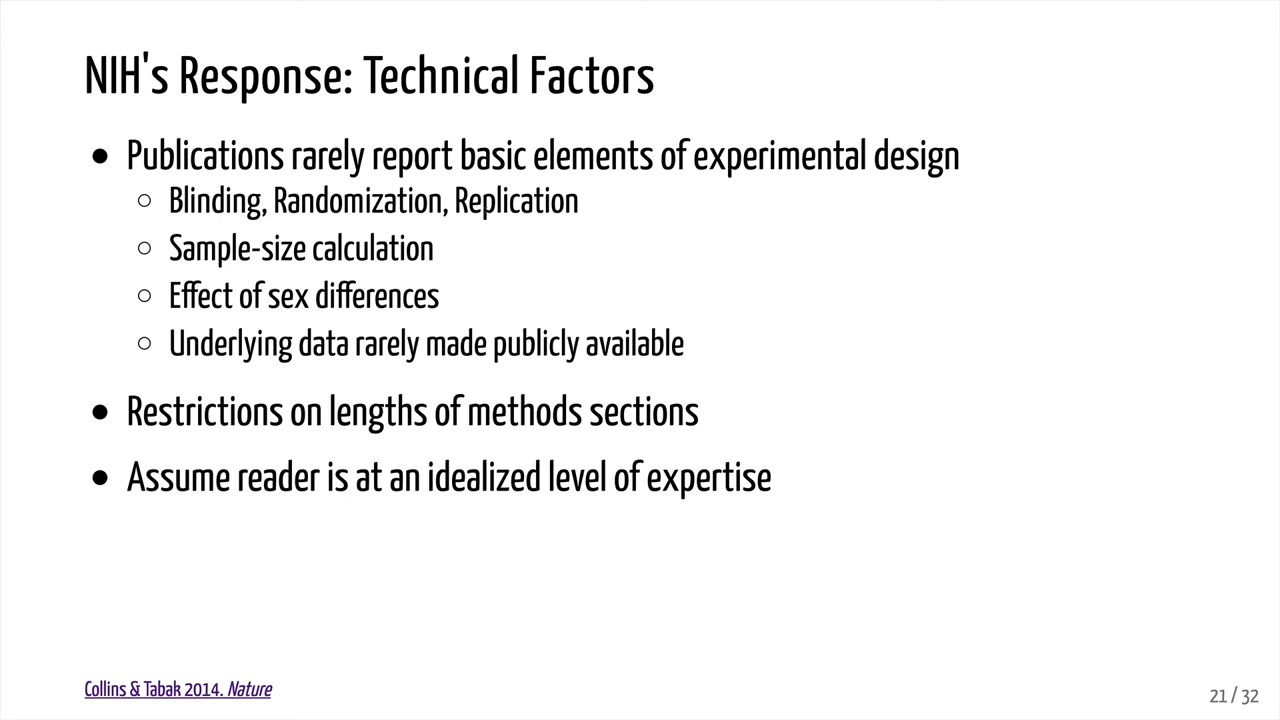 NIH's Response: Technical Factors
• Publications rarely report basic elements of experimental design
○ Blinding, Randomization, Replication
○ Sample-size calculation
○ Effect of sex differences
○ Underlying data rarely made publicly available
• Restrictions on lengths of methods sections
• Assume reader is at an idealized level of expertise
Collins & Tabak 2014. Nature
21 / 32